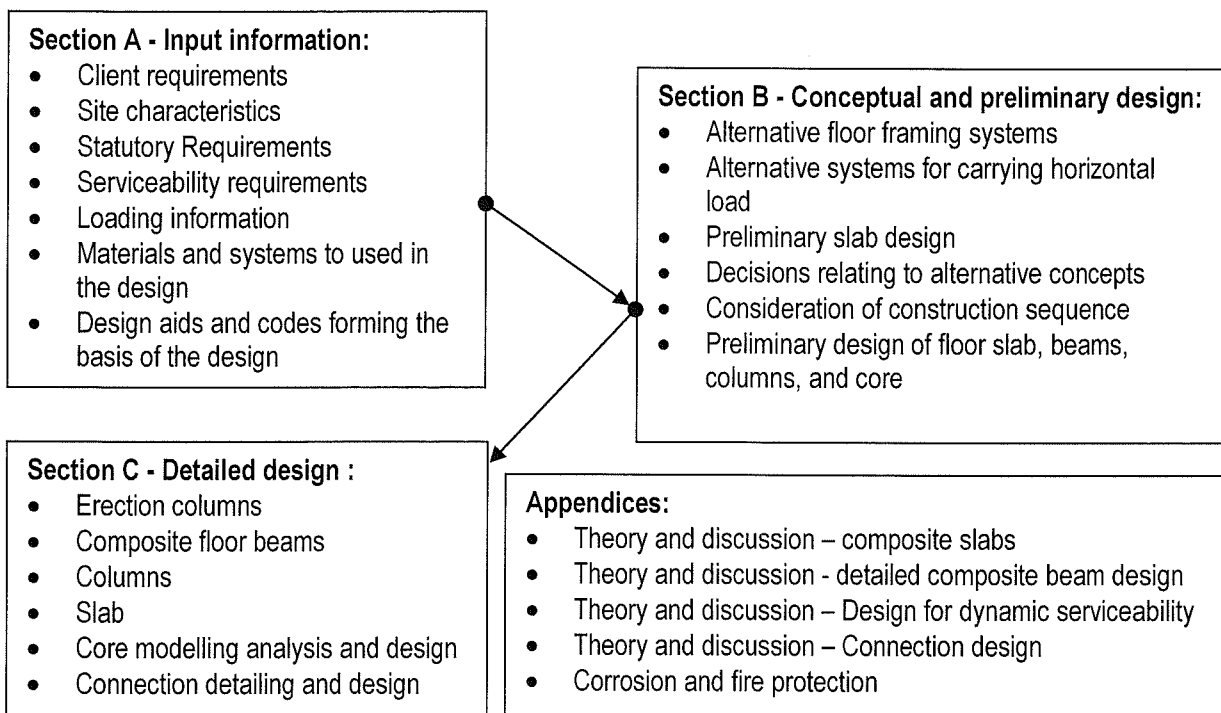 Section A - Input information:
• Client requirements
• Site characteristics
• Statutory Requirements
• Serviceability requirements
• Loading information
• Materials and systems to used in
the design
• Design aids and codes forming the
basis of the design
Section B - Conceptual and preliminary design:
• Alternative floor framing systems
• Alternative systems for carrying horizontal
load
• Preliminary slab design
• Decisions relating to alternative concepts
• Consideration of construction sequence
• Preliminary design of floor slab, beams,
columns, and core
Section C - Detailed design :
• Erection columns
• Composite floor beams
• Columns
• Slab
• Core modelling analysis and design
• Connection detailing and design
Appendices:
• Theory and discussion – composite slabs
• Theory and discussion - detailed composite beam design
• Theory and discussion – Design for dynamic serviceability
• Theory and discussion – Connection design
• Corrosion and fire protection